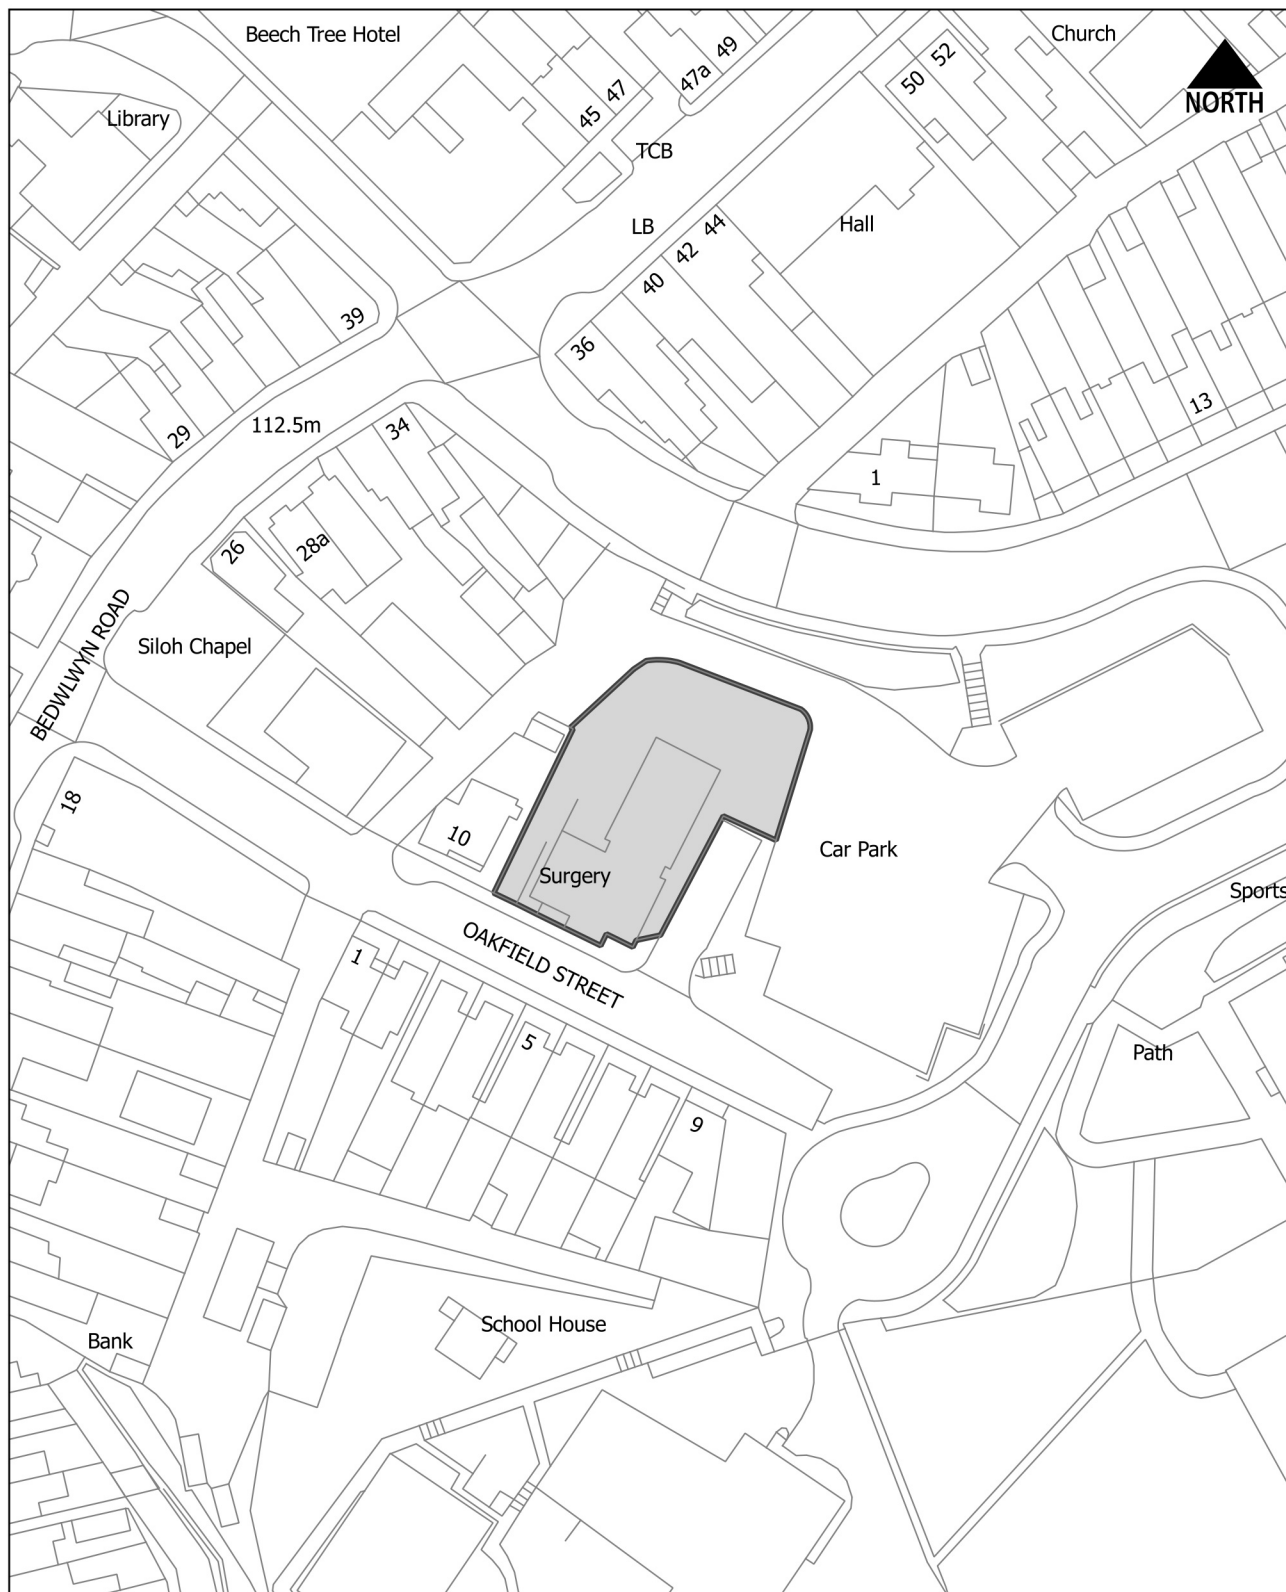 Beech Tree Hotel
Church
49
52
47a
50
47
NORTH
45
Library
TCB
LB
44
Hall
42
40
39
36
13
34
112.5m
29
1
28a
26
Siloh Chapel
BEDWLWYN ROAD
18
10
Car Park
Surgery
Sports
OAKFIELD STREET
1
5
Path
9
School House
Bank